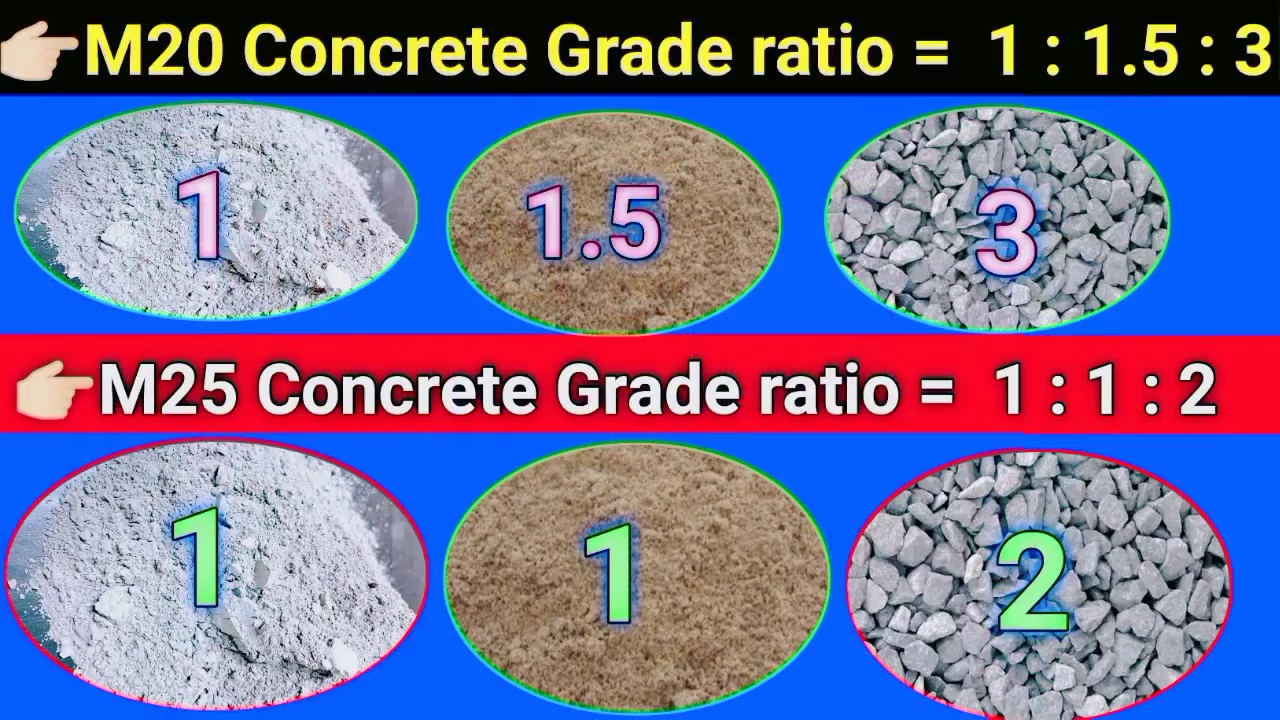 M20 Concrete Grade ratio = 1 : 1.5 : 3
1 1.5 3
M25 Concrete Grade ratio = 1 : 1 : 2
1 1 2